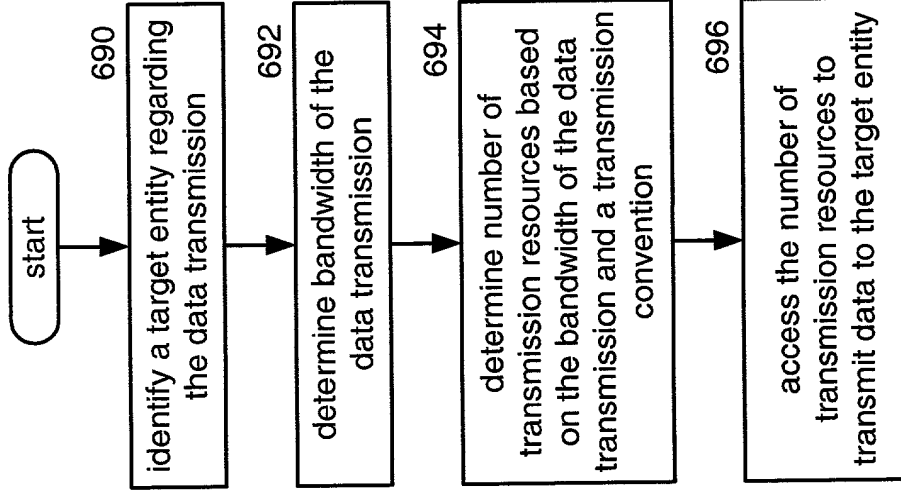 start
690
identify a target entity regarding
the data transmission
692
determine bandwidth of the
data transmission
694
determine number of
transmission resources based
on the bandwidth of the data
transmission and a transmission
convention
696
access the number of
transmission resources to
transmit data to the target entity